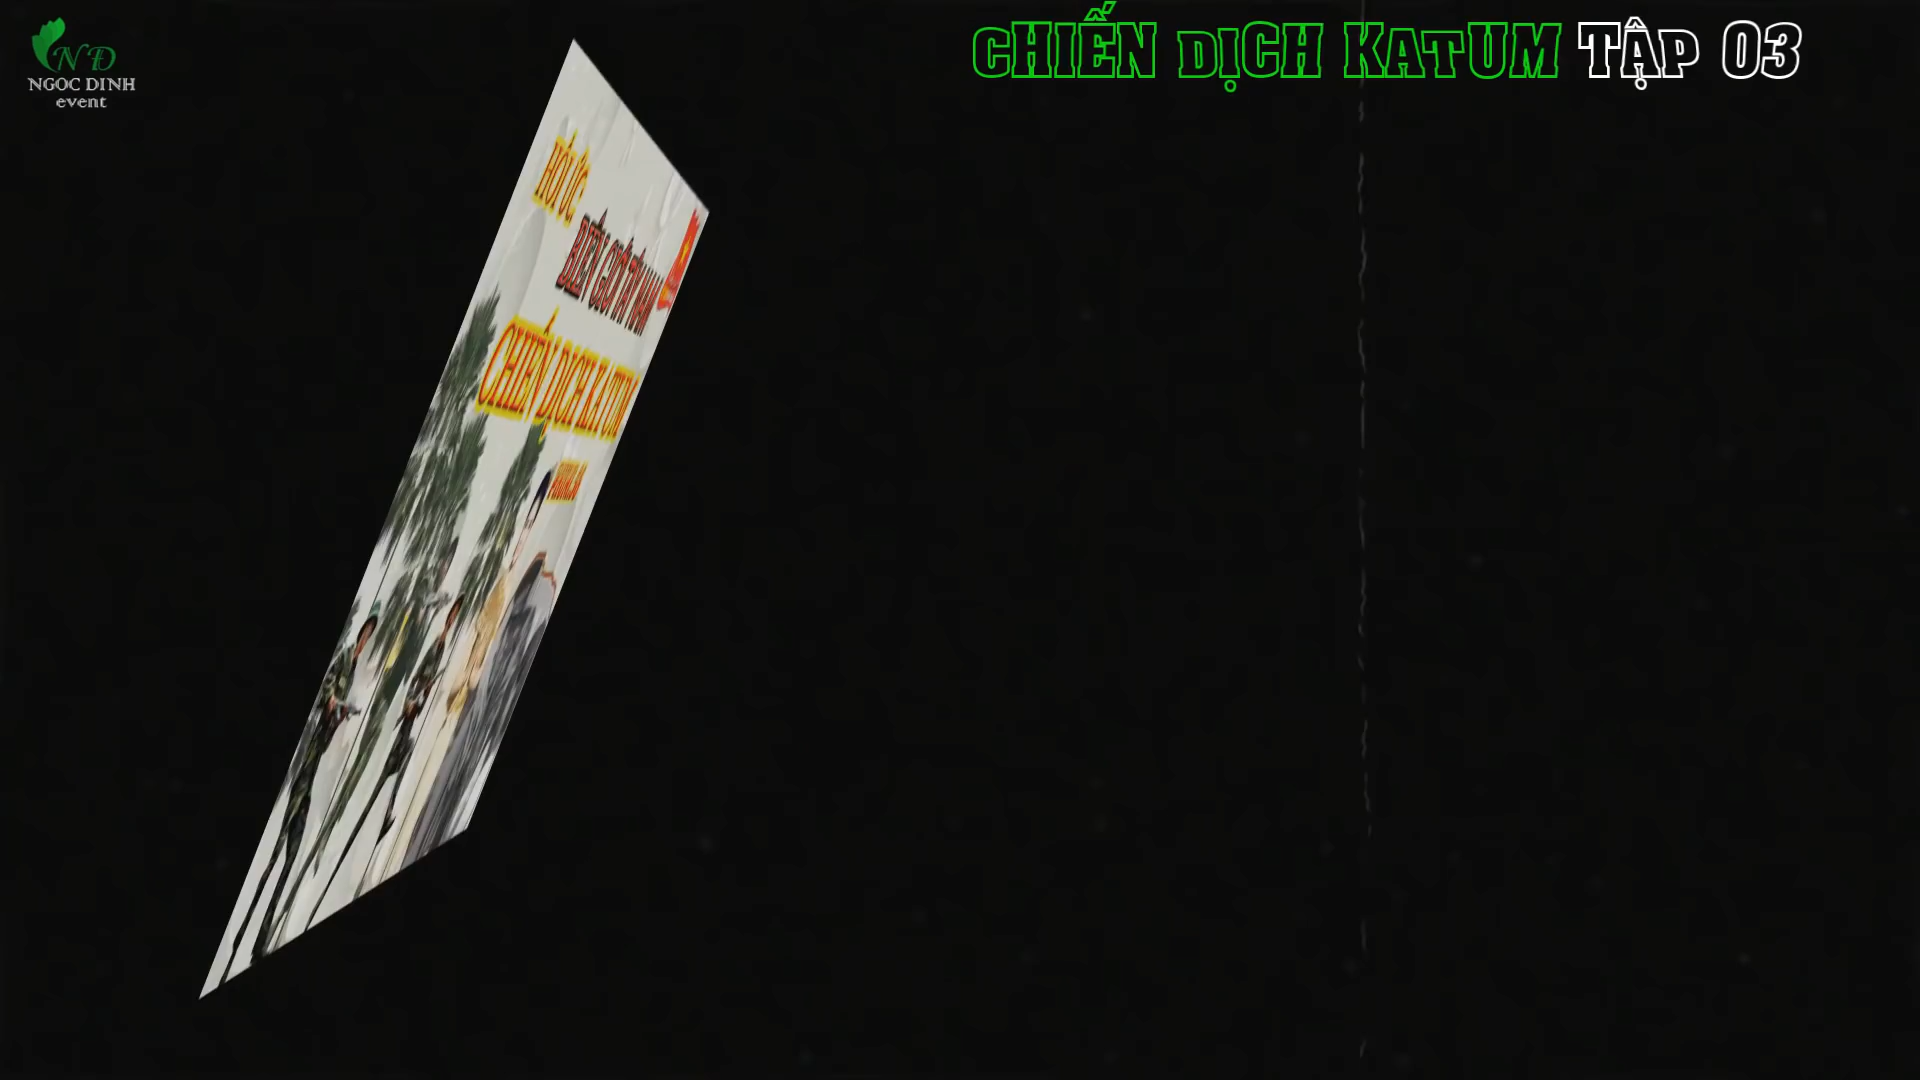 NĐ
NGOC DINH
event
CHIẾN DỊCH KATUM TẬP 03
HỒI ỨC
BIÊN GIỚI TÂY NAM
CHIẾN DỊCH KATUM